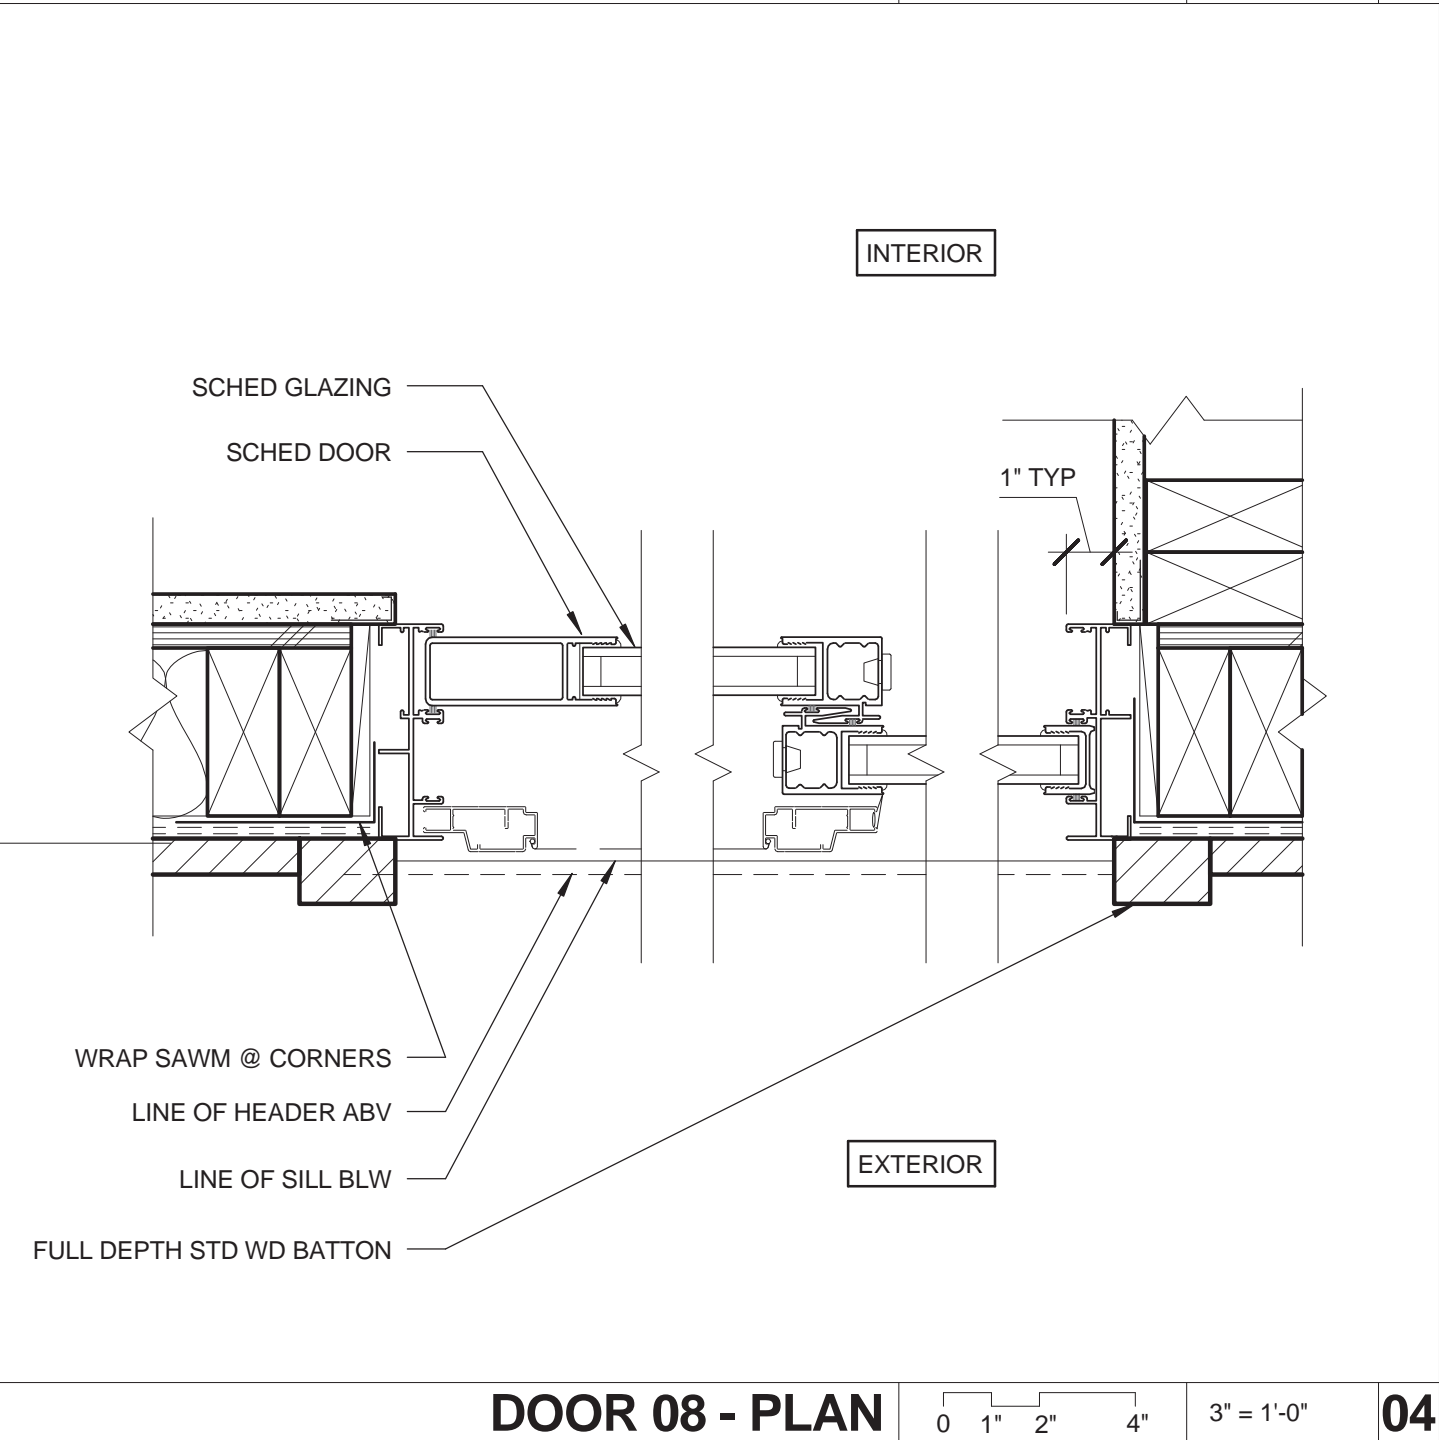 INTERIOR
SCHED GLAZING
SCHED DOOR
1" TYP
WRAP SAWM @ CORNERS
LINE OF HEADER ABV
LINE OF SILL BLW
EXTERIOR
FULL DEPTH STD WD BATTON
DOOR 08 - PLAN
0 1" 2" 4"
3" = 1'-0"
04